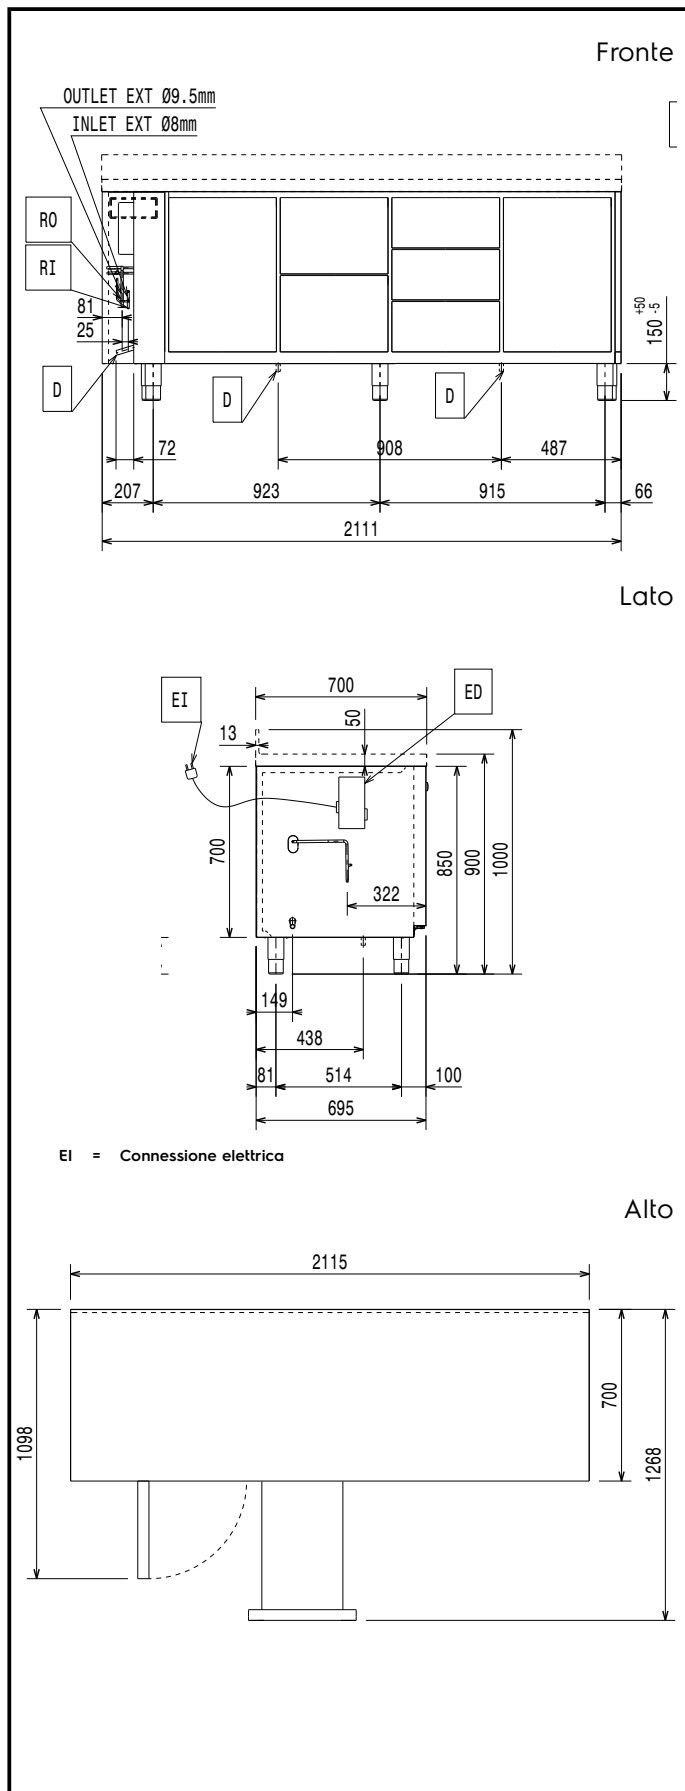 Fronte
OUTLET EXT Ø9.5mm
INLET EXT Ø8mm
RO
RI
81
25
D
D
D
150 +50 -5
72
908
487
207
923
915
66
2111
Lato
EI
700
ED
50
13
700
322
850
900
1000
149
438
81
514
100
695
EI = Connessione elettrica
Alto
2115
1098
700
1268